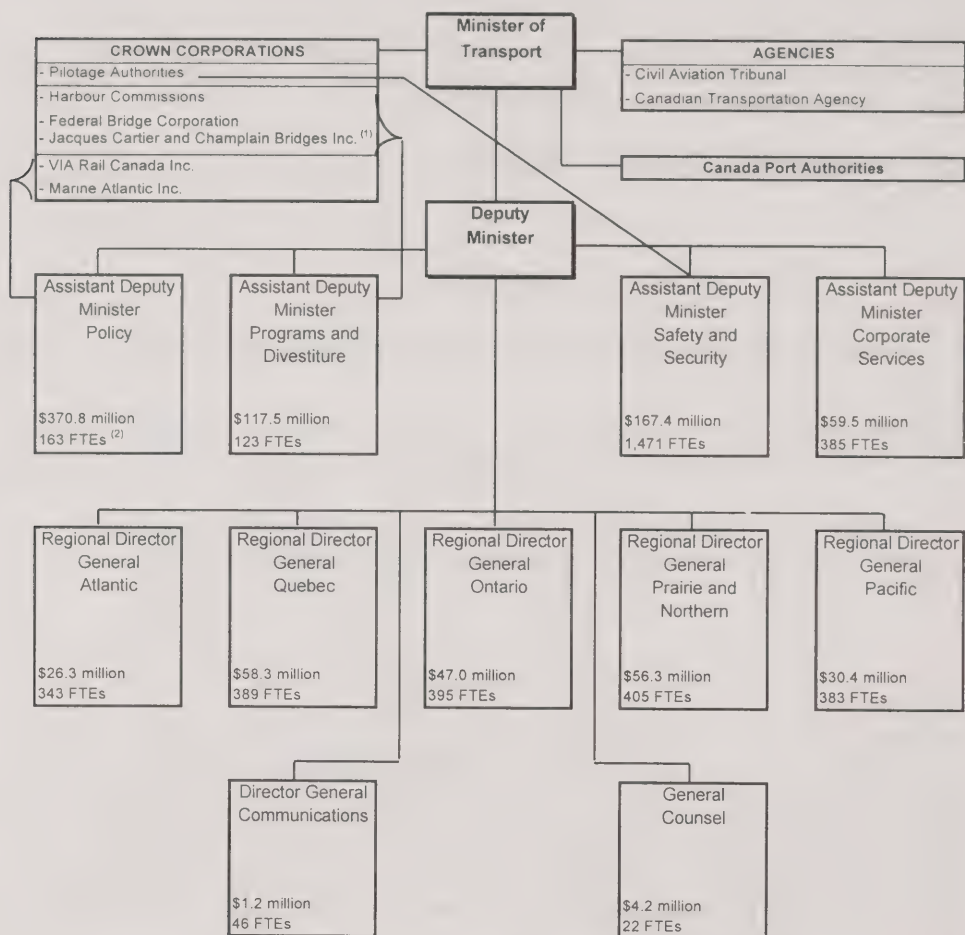 Minister of
Transport
CROWN CORPORATIONS
- Pilotage Authorities
- Harbour Commissions
- Federal Bridge Corporation
- Jacques Cartier and Champlain Bridges Inc. (1)
- VIA Rail Canada Inc.
- Marine Atlantic Inc.
AGENCIES
- Civil Aviation Tribunal
- Canadian Transportation Agency
Canada Port Authorities
Deputy
Minister
Assistant Deputy
Minister
Policy
$370.8 million
163 FTEs (2)
Assistant Deputy
Minister
Programs and
Divestiture
$117.5 million
123 FTEs
Assistant Deputy
Minister
Safety and
Security
$167.4 million
1,471 FTEs
Assistant Deputy
Minister
Corporate
Services
$59.5 million
385 FTEs
Regional Director
General
Atlantic
$26.3 million
343 FTEs
Regional Director
General
Quebec
$58.3 million
389 FTEs
Regional Director
General
Ontario
$47.0 million
395 FTEs
Regional Director
General
Prairie and
Northern
$56.3 million
405 FTEs
Regional Director
General
Pacific
$30.4 million
383 FTEs
Director General
Communications
$1.2 million
46 FTEs
General
Counsel
$4.2 million
22 FTEs